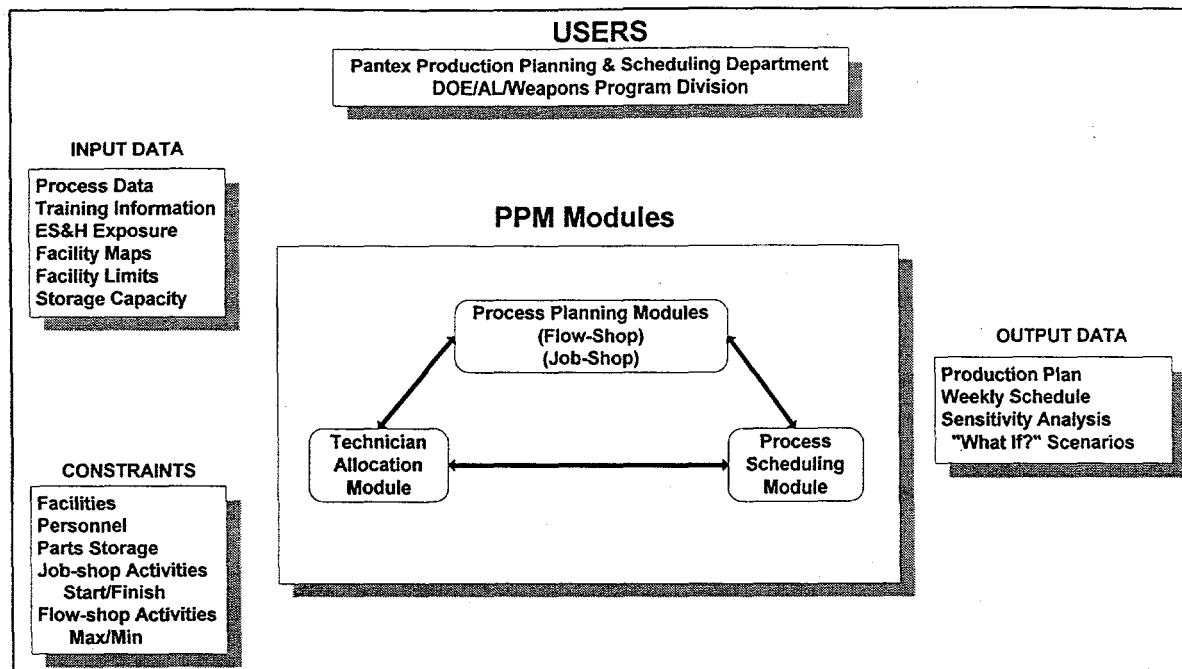 USERS
Pantex Production Planning & Scheduling Department
DOE/AL/Weapons Program Division
INPUT DATA
Process Data
Training Information
ES&H Exposure
Facility Maps
Facility Limits
Storage Capacity
PPM Modules
Process Planning Modules
(Flow-Shop)
(Job-Shop)
Technician
Allocation
Module
Process
Scheduling
Module
OUTPUT DATA
Production Plan
Weekly Schedule
Sensitivity Analysis
"What If?" Scenarios
CONSTRAINTS
Facilities
Personnel
Parts Storage
Job-shop Activities
Start/Finish
Flow-shop Activities
Max/Min